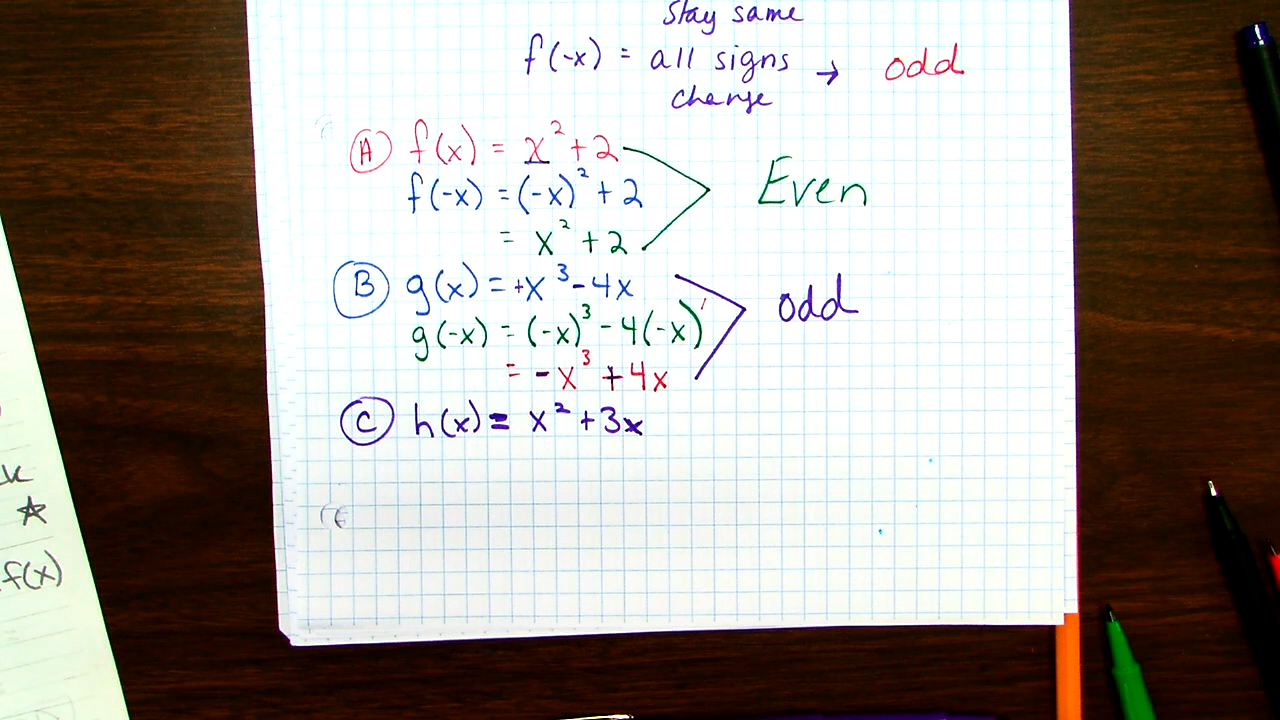 Stay same
f(-x) = all signs → odd
change
Ⓐ f(x) = x² + 2
f(-x) = (-x)² + 2 Even
= x² + 2
Ⓑ g(x) = +x³ - 4x
g(-x) = (-x)³ - 4(-x)¹ odd
= -x³ + 4x
Ⓒ h(x) = x² + 3x
f(x)